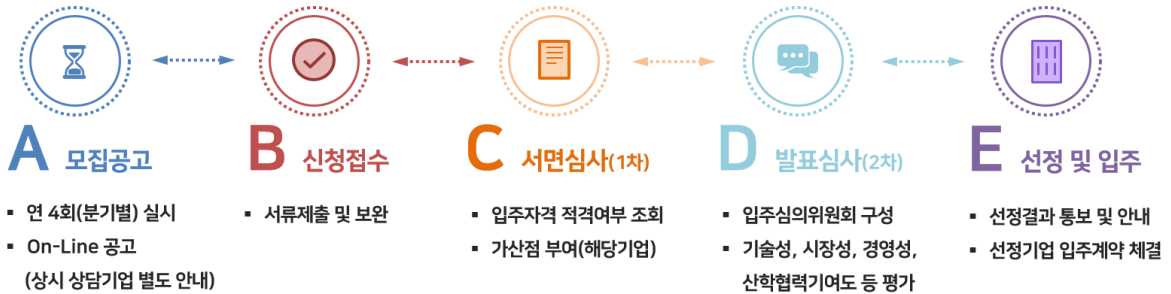 A 모집공고
▪ 연 4회(분기별) 실시
▪ On-Line 공고
(상시 상담기업 별도 안내)
B 신청접수
▪ 서류제출 및 보완
C 서면심사(1차)
▪ 입주자격 적격여부 조회
▪ 가산점 부여(해당기업)
D 발표심사(2차)
▪ 입주심의위원회 구성
▪ 기술성, 시장성, 경영성,
산학협력기여도 등 평가
E 선정 및 입주
▪ 선정결과 통보 및 안내
▪ 선정기업 입주계약 체결